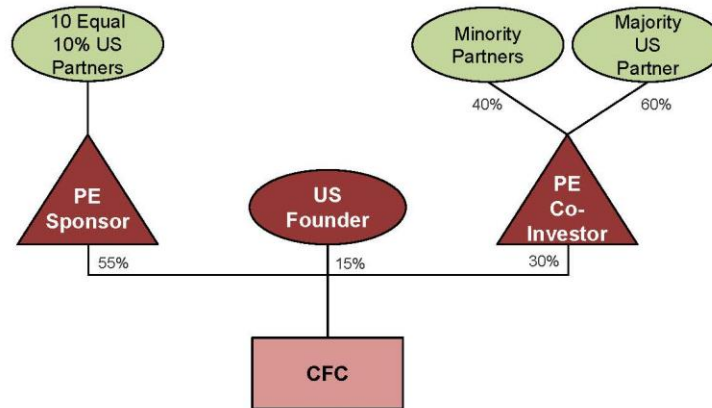 10 Equal
10% US
Partners
Minority
Partners
Majority
US
Partner
40%
60%
PE
Sponsor
US
Founder
PE
Co-
Investor
55%
15%
30%
CFC